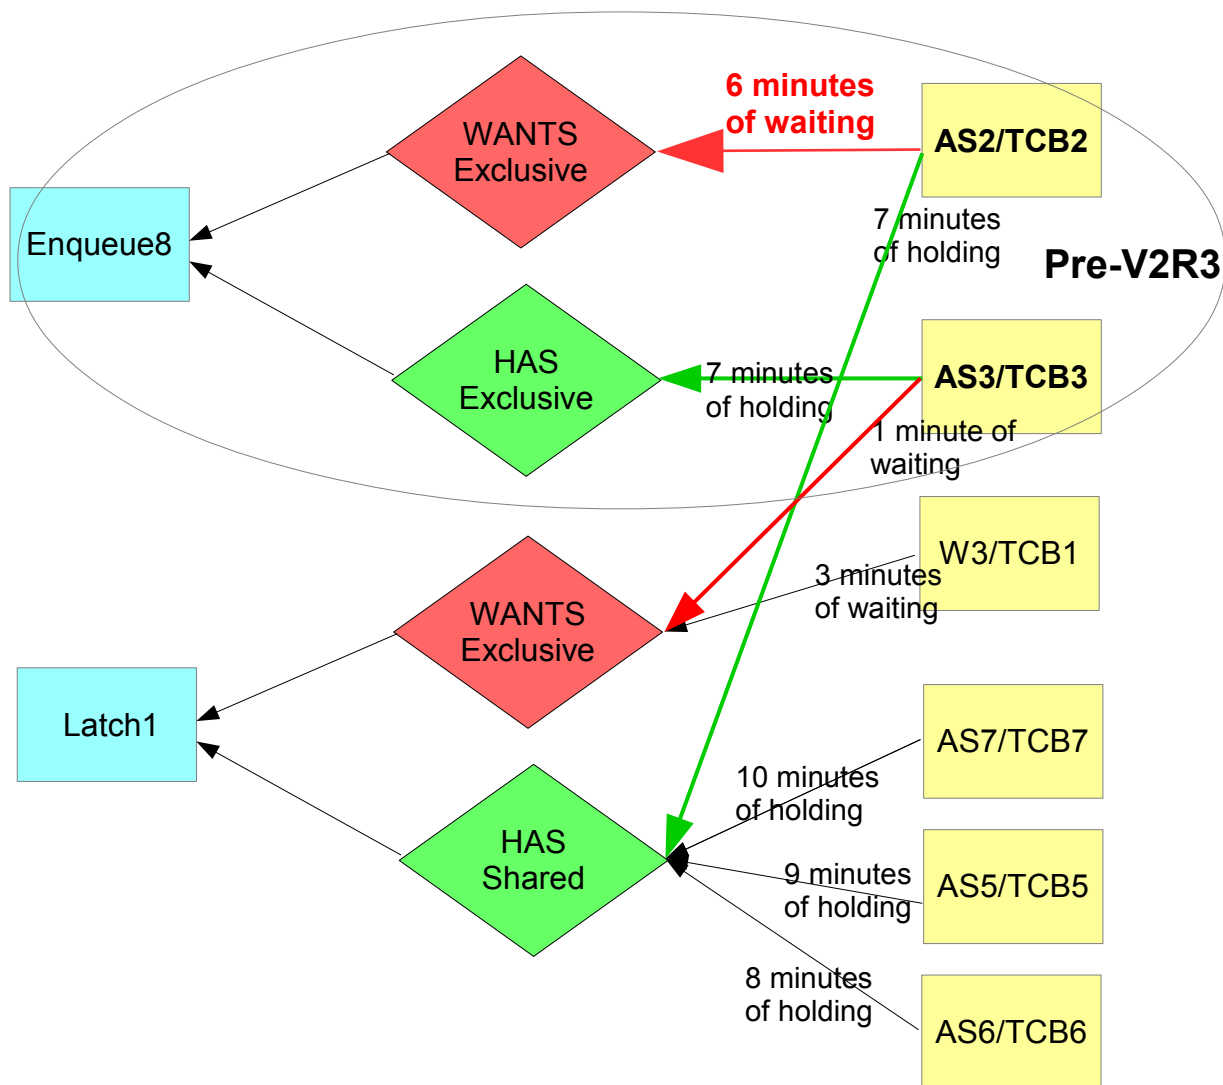 6 minutes
of waiting
WANTS
Exclusive
AS2/TCB2
7 minutes
of holding
Enqueue8
Pre-V2R3
HAS
Exclusive
7 minutes
of holding
AS3/TCB3
1 minute of
waiting
W3/TCB1
3 minutes
of waiting
WANTS
Exclusive
Latch1
AS7/TCB7
10 minutes
of holding
HAS
Shared
9 minutes
of holding
AS5/TCB5
8 minutes
of holding
AS6/TCB6